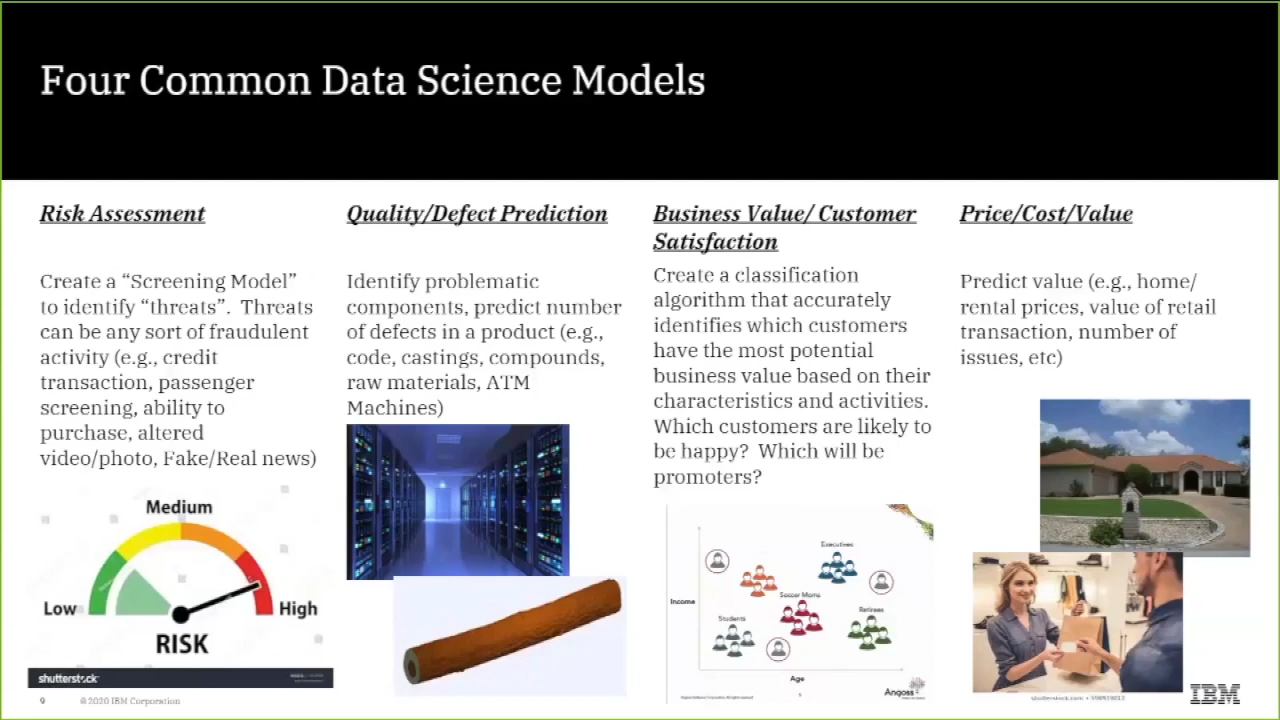 Four Common Data Science Models
Risk Assessment
Create a “Screening Model”
to identify “threats”.  Threats
can be any sort of fraudulent
activity (e.g., credit
transaction, passenger
screening, ability to
purchase, altered
video/photo, Fake/Real news)
Medium
Low
High
RISK
shutterstock
Quality/Defect Prediction
Identify problematic
components, predict number
of defects in a product (e.g.,
code, castings, compounds,
raw materials, ATM
Machines)
Business Value/ Customer
Satisfaction
Create a classification
algorithm that accurately
identifies which customers
have the most potential
business value based on their
characteristics and activities.
Which customers are likely to
be happy?  Which will be
promoters?
Executives
Income
Soccer Moms
Students
Retirees
Age
Angoss
Price/Cost/Value
Predict value (e.g., home/
rental prices, value of retail
transaction, number of
issues, etc)
9
©2020 IBM Corporation
IBM